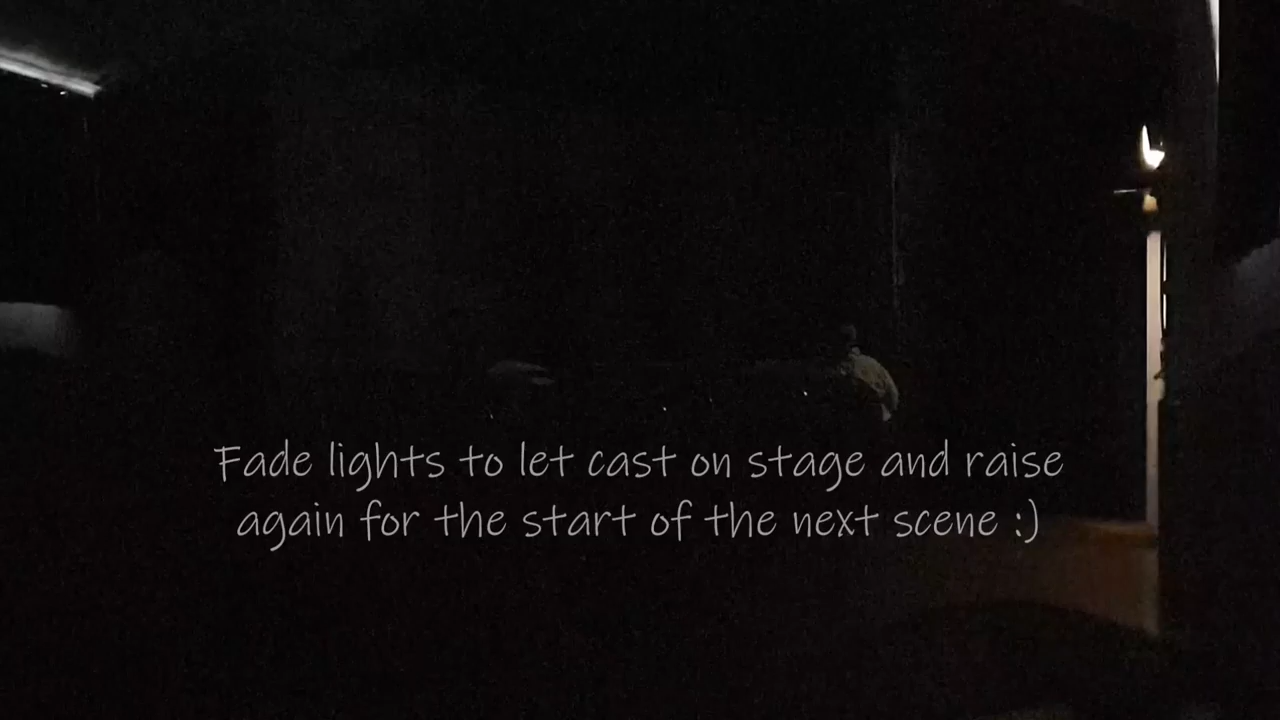 Fade lights to let cast on stage and raise
again for the start of the next scene :)